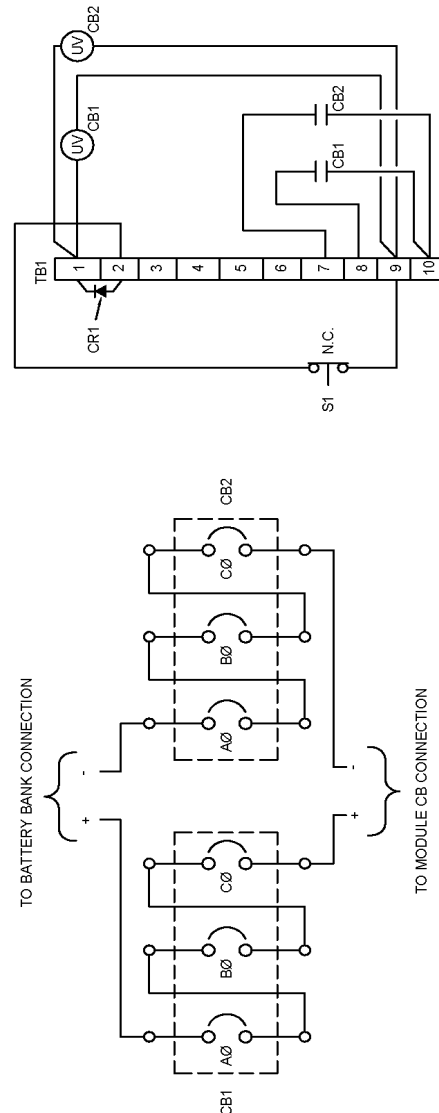 TO BATTERY BANK CONNECTION
+ -
CB1
AØ BØ CØ
AØ BØ CØ
CB2
+ -
TO MODULE CB CONNECTION
TB1
CR1
S1
N.C.
1
2
3
4
5
6
7
8
9
10
UV
CB1
UV
CB2
CB1
CB2